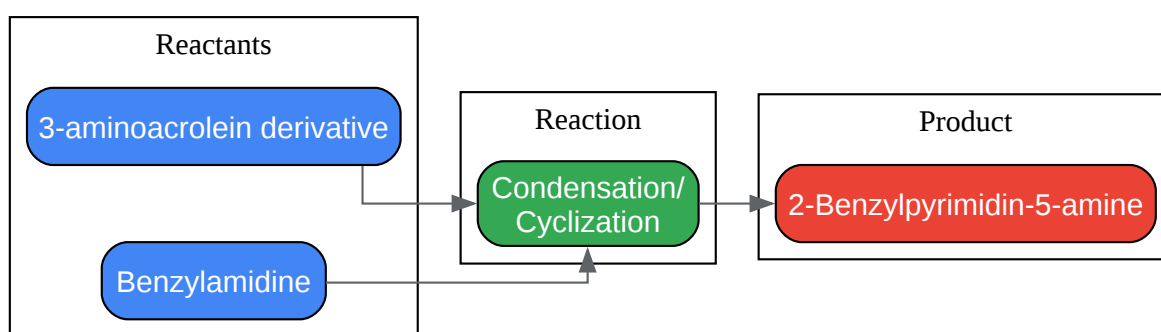 Reactants
3-aminoacrolein derivative
Benzylamidine
Reaction
Condensation/
Cyclization
Product
2-Benzylpyrimidin-5-amine